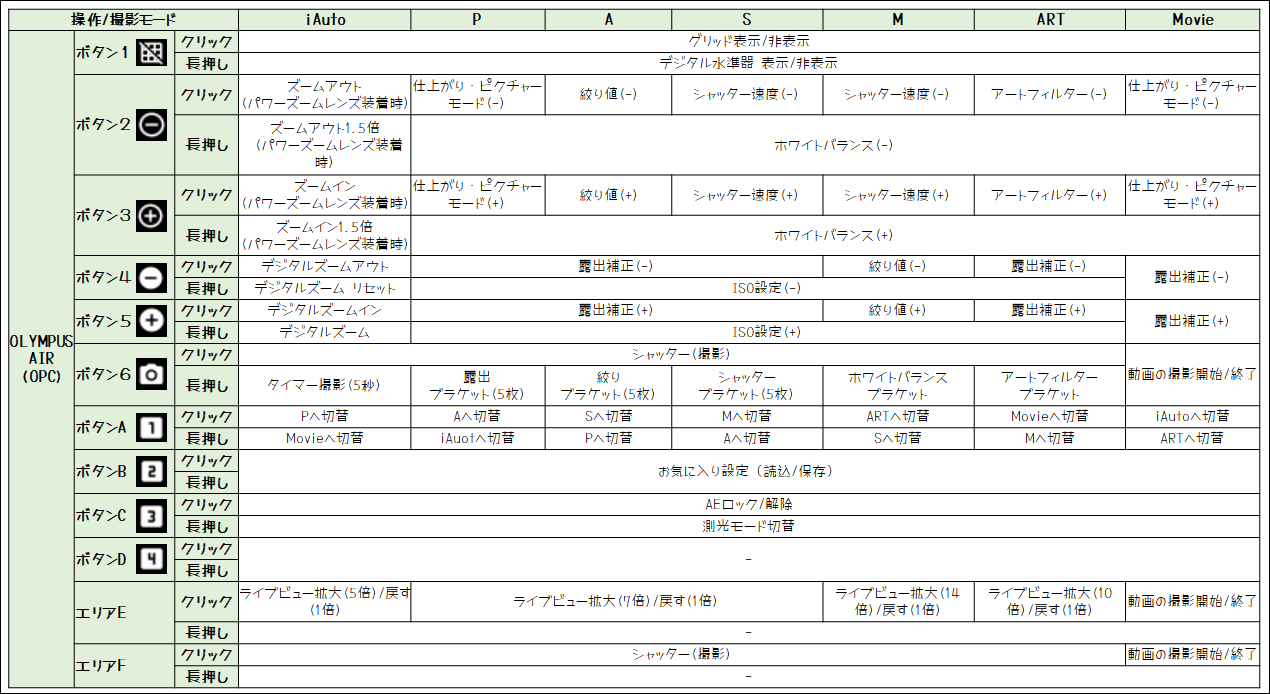 操作/撮影モード iAuto P A S M ART Movie
OLYMPUS
AIR
(OPC)
ボタン1 クリック グリッド表示/非表示
長押し デジタル水準器 表示/非表示
ボタン2 クリック ズームアウト
(パワーズームレンズ装着時) 仕上がり・ピクチャー
モード(-) 絞り値(-) シャッター速度(-) シャッター速度(-) アートフィルター(-) 仕上がり・ピクチャー
モード(-)
長押し ズームアウト1.5倍
(パワーズームレンズ装着
時) ホワイトバランス(-)
ボタン3 クリック ズームイン
(パワーズームレンズ装着時) 仕上がり・ピクチャー
モード(+) 絞り値(+) シャッター速度(+) シャッター速度(+) アートフィルター(+) 仕上がり・ピクチャー
モード(+)
長押し ズームイン1.5倍
(パワーズームレンズ装着時) ホワイトバランス(+)
ボタン4 クリック デジタルズームアウト 露出補正(-) 絞り値(-) 露出補正(-) 露出補正(-)
長押し デジタルズーム リセット ISO設定(-)
ボタン5 クリック デジタルズームイン 露出補正(+) 絞り値(+) 露出補正(+) 露出補正(+)
長押し デジタルズーム ISO設定(+)
ボタン6 クリック シャッター(撮影) 動画の撮影開始/終了
長押し タイマー撮影(5秒) 露出
ブラケット(5枚) 絞り
ブラケット(5枚) シャッター
ブラケット(5枚) ホワイトバランス
ブラケット アートフィルター
ブラケット
ボタンA 1 クリック Pへ切替 Aへ切替 Sへ切替 Mへ切替 ARTへ切替 Movieへ切替 iAutoへ切替
長押し Movieへ切替 iAuotへ切替 Pへ切替 Aへ切替 Sへ切替 Mへ切替 ARTへ切替
ボタンB 2 クリック お気に入り設定（読込/保存）
長押し
ボタンC 3 クリック AEロック/解除
長押し 測光モード切替
ボタンD 4 クリック -
長押し
エリアE クリック ライブビュー拡大(5倍)/戻す
(1倍) ライブビュー拡大(7倍)/戻す(1倍) ライブビュー拡大(14
倍)/戻す(1倍) ライブビュー拡大(10
倍)/戻す(1倍) 動画の撮影開始/終了
長押し -
エリアF クリック シャッター(撮影) 動画の撮影開始/終了
長押し -